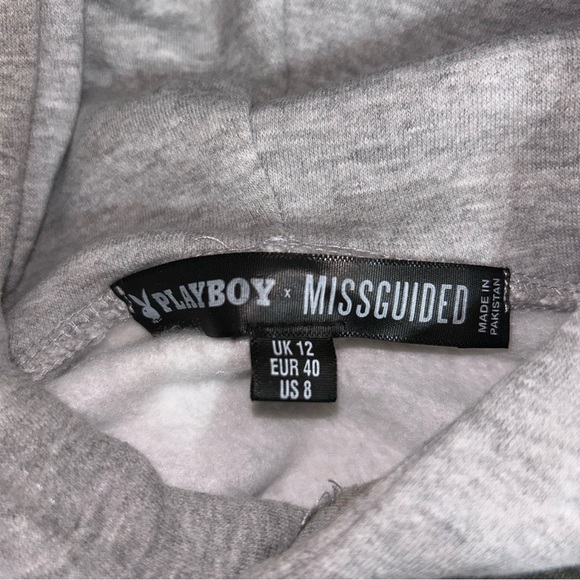 PLAYBOY x MISSGUIDED
MADE IN
PAKISTAN
UK 12
EUR 40
US 8